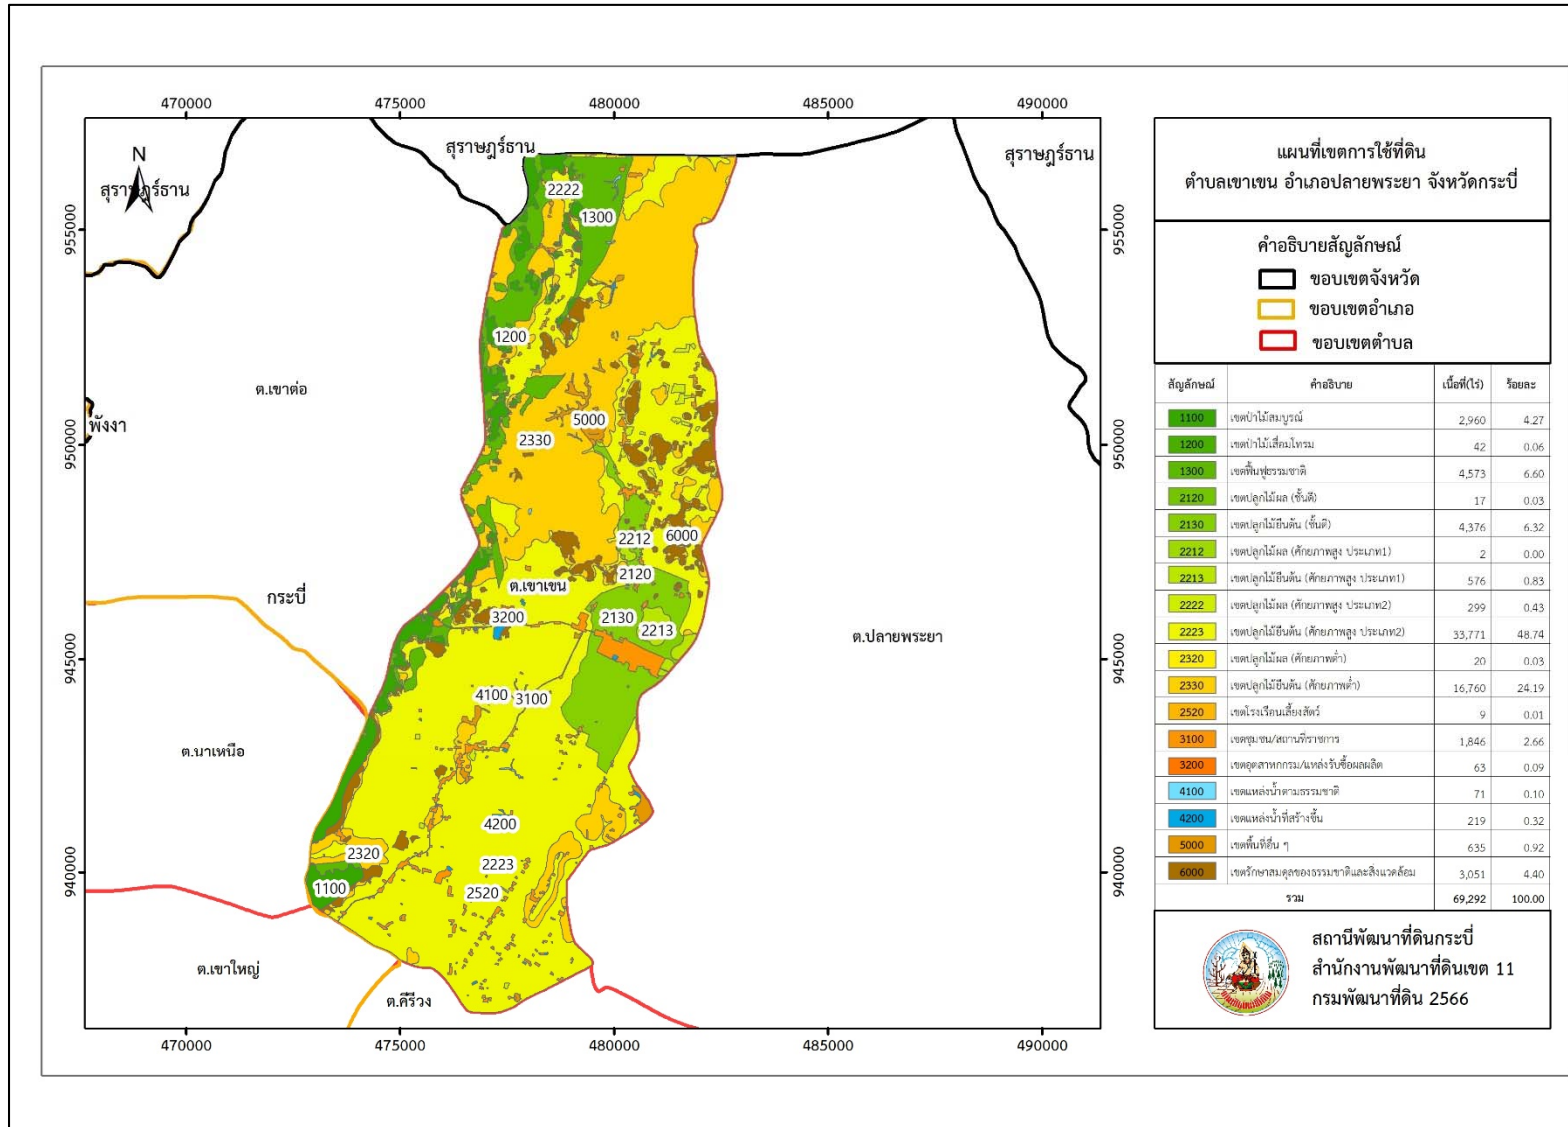 470000 475000 480000 485000 490000
955000
950000
945000
940000
955000
950000
945000
940000
N
สุราษฎร์ธาน
สุราษฎร์ธาน
สุราษฎร์ธาน
พังงา
กระบี่
ต.เขาต่อ
ต.นาเหนือ
ต.เขาใหญ่
ต.คีรีวง
ต.ปลายพระยา
ต.เขาเขน
2222
1300
1200
5000
2330
2212
6000
2120
3200
2130
2213
4100
3100
4200
2320
2223
1100
2520
470000 475000 480000 485000 490000
แผนที่เขตการใช้ที่ดิน
ตำบลเขาเขน อำเภอปลายพระยา จังหวัดกระบี่
คำอธิบายสัญลักษณ์
ขอบเขตจังหวัด
ขอบเขตอำเภอ
ขอบเขตตำบล
สัญลักษณ์ คำอธิบาย เนื้อที่(ไร่) ร้อยละ
1100 เขตป่าไม้สมบูรณ์ 2,960 4.27
1200 เขตป่าไม้เสื่อมโทรม 42 0.06
1300 เขตฟื้นฟูธรรมชาติ 4,573 6.60
2120 เขตปลูกไม้ผล (ชั้นดี) 17 0.03
2130 เขตปลูกไม้ยืนต้น (ชั้นดี) 4,376 6.32
2212 เขตปลูกไม้ผล (ศักยภาพสูง ประเภท1) 2 0.00
2213 เขตปลูกไม้ยืนต้น (ศักยภาพสูง ประเภท1) 576 0.83
2222 เขตปลูกไม้ผล (ศักยภาพสูง ประเภท2) 299 0.43
2223 เขตปลูกไม้ยืนต้น (ศักยภาพสูง ประเภท2) 33,771 48.74
2320 เขตปลูกไม้ผล (ศักยภาพต่ำ) 20 0.03
2330 เขตปลูกไม้ยืนต้น (ศักยภาพต่ำ) 16,760 24.19
2520 เขตโรงเรือนเลี้ยงสัตว์ 9 0.01
3100 เขตชุมชน/สถานที่ราชการ 1,846 2.66
3200 เขตอุตสาหกรรม/แหล่งรับซื้อผลผลิต 63 0.09
4100 เขตแหล่งน้ำตามธรรมชาติ 71 0.10
4200 เขตแหล่งน้ำที่สร้างขึ้น 219 0.32
5000 เขตพื้นที่อื่น ๆ 635 0.92
6000 เขตรักษาสมดุลของธรรมชาติและสิ่งแวดล้อม 3,051 4.40
รวม 69,292 100.00
สถานีพัฒนาที่ดินกระบี่
สำนักงานพัฒนาที่ดินเขต 11
กรมพัฒนาที่ดิน 2566